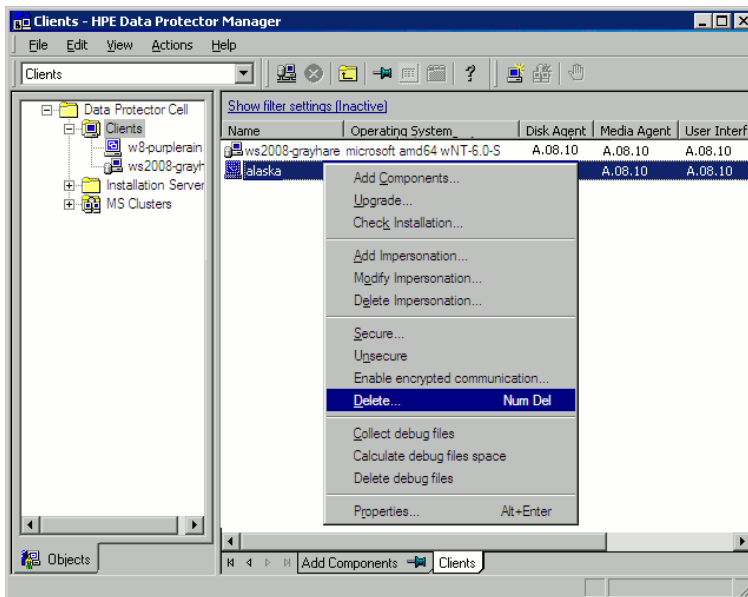 Clients - HPE Data Protector Manager
File Edit View Actions Help
Clients
Data Protector Cell
Clients
w8-purplerain
ws2008-grayh
Installation Server
MS Clusters
Objects
Show filter settings (Inactive)
Name Operating System Disk Agent Media Agent User Interf
ws2008-grayhare microsoft amd64 wNT-6.0-S A.08.10 A.08.10 A.08.10
alaska A.08.10 A.08.10
Add Components...
Upgrade...
Check Installation...
Add Impersonation...
Modify Impersonation...
Delete Impersonation...
Secure...
Unsecure
Enable encrypted communication...
Delete... Num Del
Collect debug files
Calculate debug files space
Delete debug files
Properties... Alt+Enter
Add Components Clients